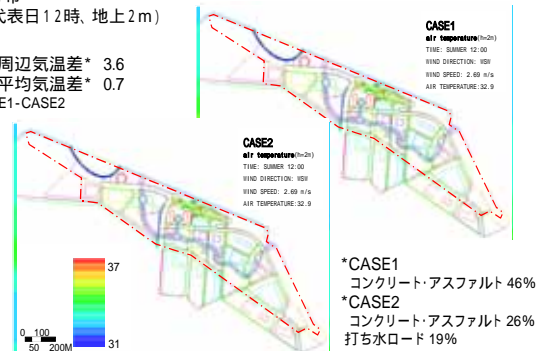 代表日12時、地上2m)
周辺気温差* 3.6
平均気温差* 0.7
E1-CASE2
CASE1
air temperature(h=2m)
TIME: SUMMER 12:00
WIND DIRECTION: WSW
WIND SPEED: 2.69 m/s
AIR TEMPERATURE:32.9
CASE2
air temperature(h=2m)
TIME: SUMMER 12:00
WIND DIRECTION: WSW
WIND SPEED: 2.69 m/s
AIR TEMPERATURE:32.9
37
31
0 100
50 200M
*CASE1
コンクリート・アスファルト 46%
*CASE2
コンクリート・アスファルト 26%
打ち水ロード 19%